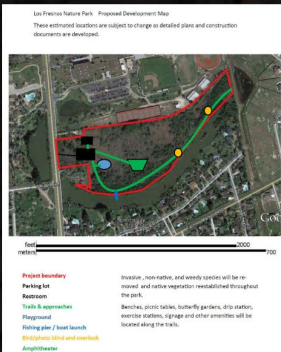 Los Fresnos Nature Park   Proposed Development Map
These estimated locations are subject to change as detailed plans and construction
documents are developed.
Goo
feet 2000
meters 700
Project boundary
Parking lot
Restroom
Trails & approaches
Playground
Fishing pier / boat launch
Bird/photo blind and overlook
Amphitheater
Invasive , non-native, and weedy species will be re-
moved and native vegetation reestablished throughout
the park.
Benches, picnic tables, butterfly gardens, drip station,
exercise stations, signage and other amenities will be
located along the trails.